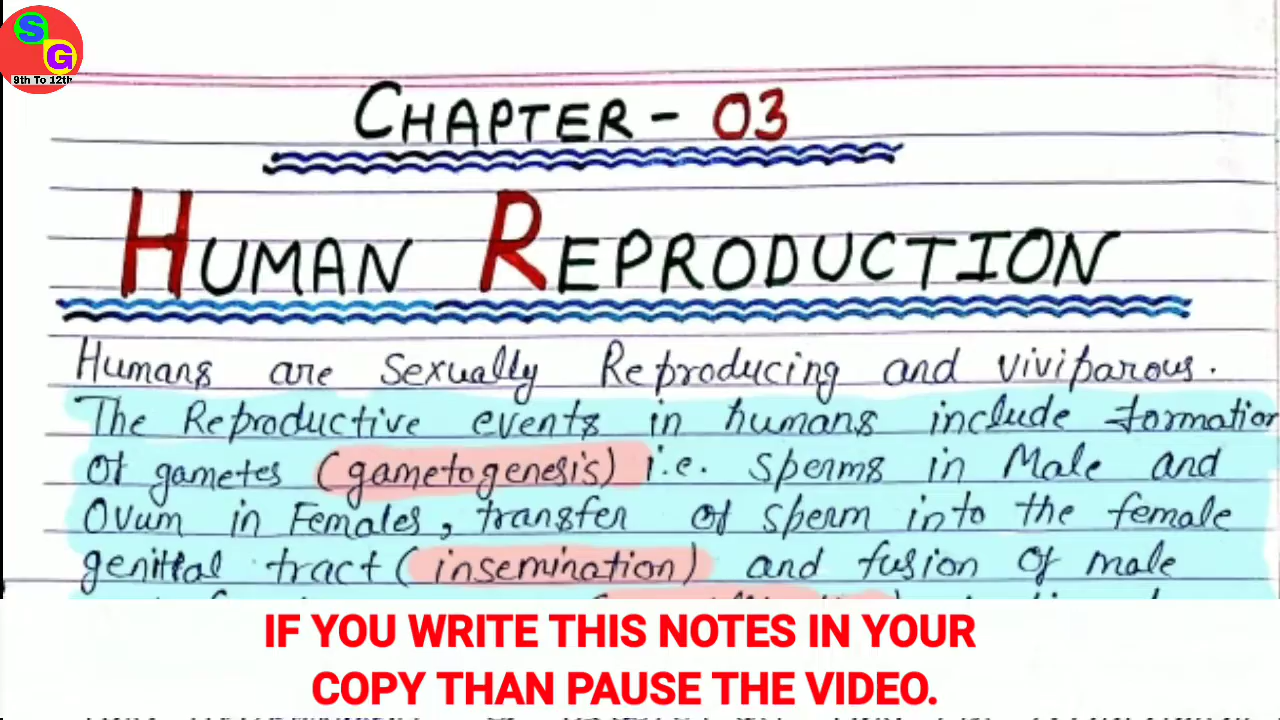 S
G
9th To 12th
CHAPTER - 03
HUMAN REPRODUCTION
Humans are sexually Reproducing and viviparous.
The Reproductive events in humans include formation
of gametes (gametogenesis) i.e. sperms in Male and
Ovum in Females, transfer of sperm into the female
genital tract (insemination) and fusion of male
IF YOU WRITE THIS NOTES IN YOUR
COPY THAN PAUSE THE VIDEO.